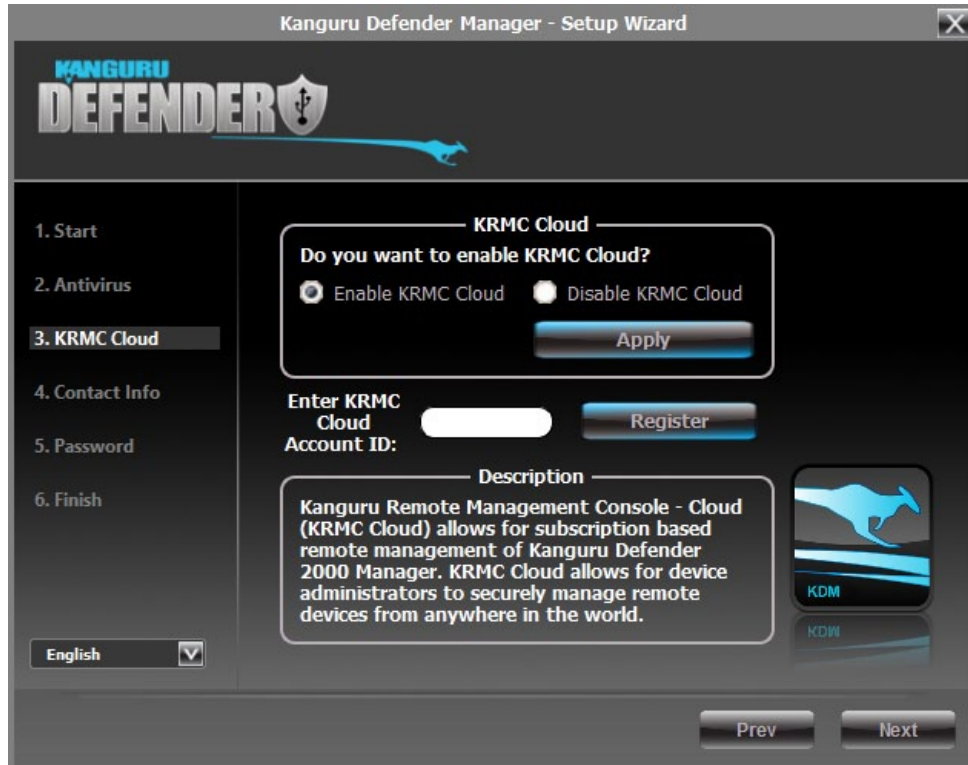 Kanguru Defender Manager - Setup Wizard
X
KANGURU
DEFENDER
1. Start
2. Antivirus
3. KRMC Cloud
4. Contact Info
5. Password
6. Finish
English
KRMC Cloud
Do you want to enable KRMC Cloud?
Enable KRMC Cloud
Disable KRMC Cloud
Apply
Enter KRMC
Cloud
Account ID:
Register
Description
Kanguru Remote Management Console - Cloud
(KRMC Cloud) allows for subscription based
remote management of Kanguru Defender
2000 Manager. KRMC Cloud allows for device
administrators to securely manage remote
devices from anywhere in the world.
KDM
Prev
Next